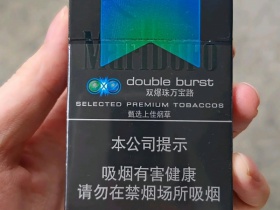 Marlboro
double burst
双爆珠万宝路
SELECTED PREMIUM TOBACCOS
甄选上佳烟草
本公司提示
吸烟有害健康
请勿在禁烟场所吸烟